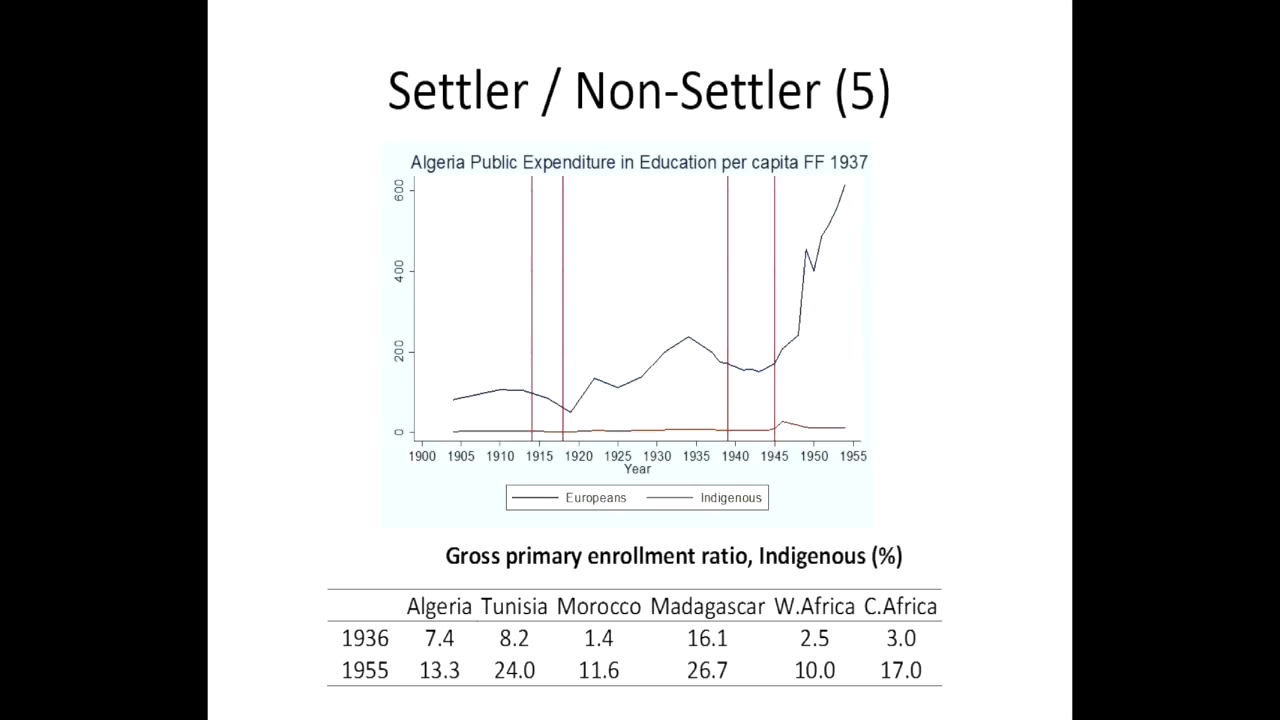 Settler / Non-Settler (5)
Algeria Public Expenditure in Education per capita FF 1937
600
400
200
0
1900 1905 1910 1915 1920 1925 1930 1935 1940 1945 1950 1955
Year
Europeans Indigenous
Gross primary enrollment ratio, Indigenous (%)
Algeria Tunisia Morocco Madagascar W.Africa C.Africa
1936 7.4 8.2 1.4 16.1 2.5 3.0
1955 13.3 24.0 11.6 26.7 10.0 17.0